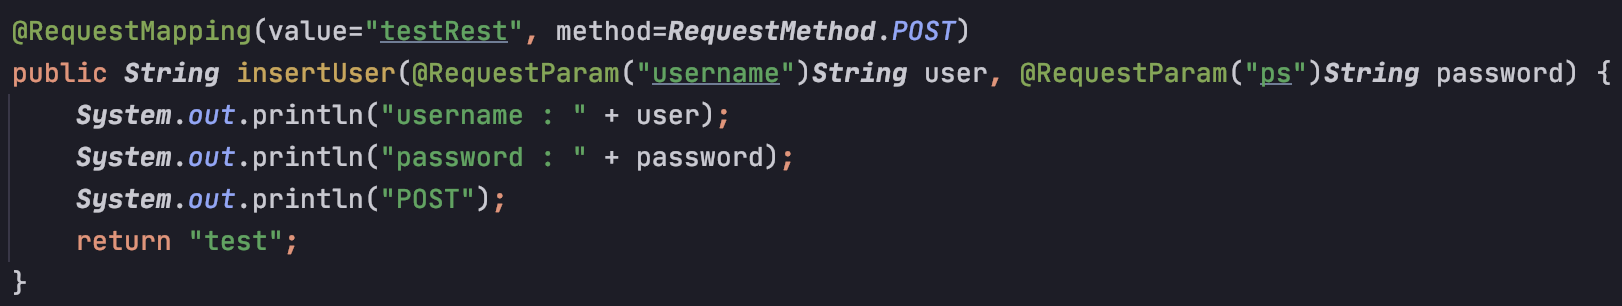 @RequestMapping(value="testRest", method=RequestMethod.POST)
public String insertUser(@RequestParam("username")String user, @RequestParam("ps")String password) {
    System.out.println("username : " + user);
    System.out.println("password : " + password);
    System.out.println("POST");
    return "test";
}